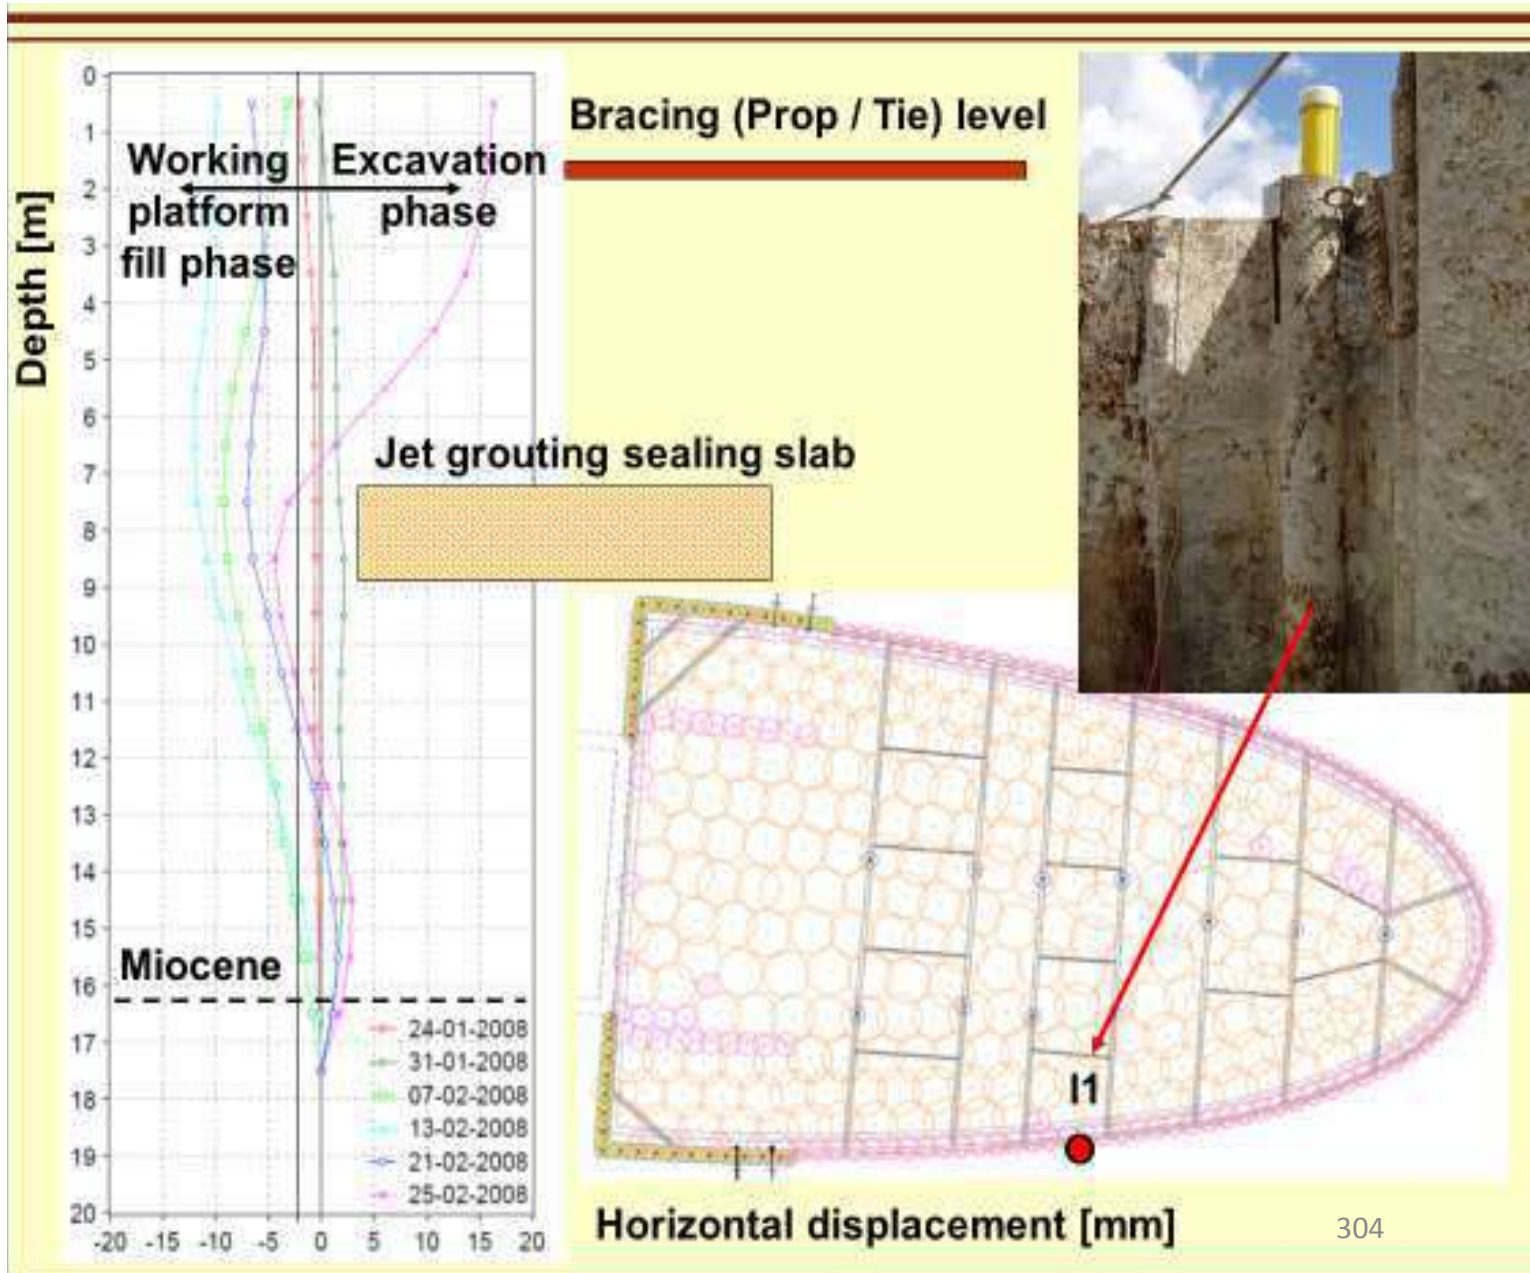 Bracing (Prop / Tie) level
Working
platform
fill phase
Excavation
phase
Depth [m]
0
1
2
3
4
5
6
7
8
9
10
11
12
13
14
15
16
17
18
19
20
Jet grouting sealing slab
Miocene
24-01-2008
31-01-2008
07-02-2008
13-02-2008
21-02-2008
25-02-2008
-20 -15 -10 -5 0 5 10 15 20
I1
Horizontal displacement [mm]
304